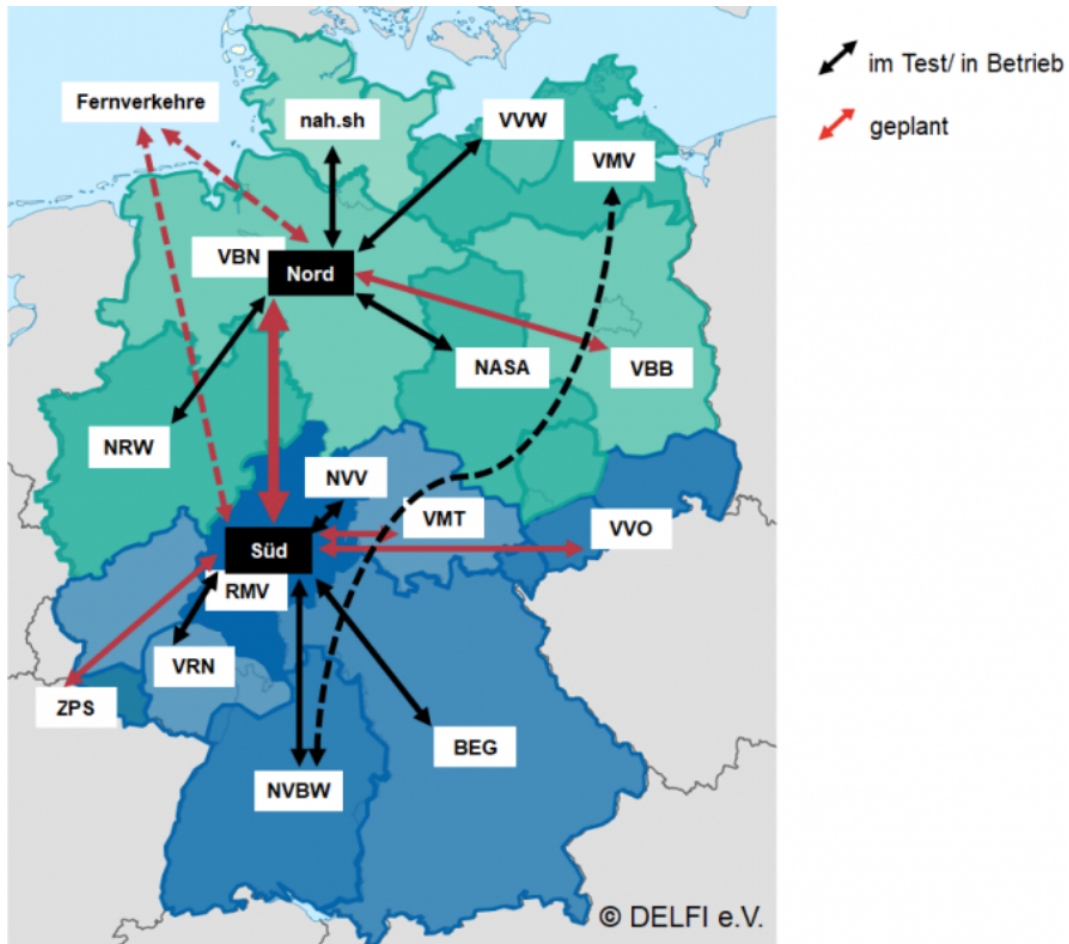 im Test/ in Betrieb
geplant
Fernverkehre
nah.sh
VVW
VMV
VBN
Nord
NASA
VBB
NRW
NVV
VMT
VVO
Süd
RMV
VRN
ZPS
BEG
NVBW
© DELFI e.V.